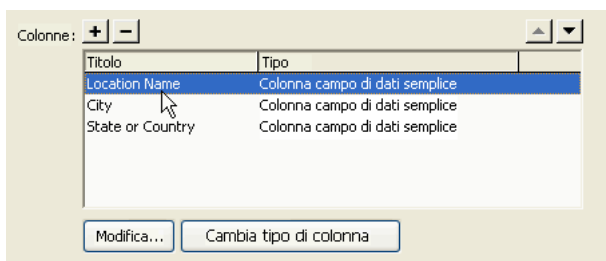 Colonne: + −
Titolo Tipo
Location Name Colonna campo di dati semplice
City Colonna campo di dati semplice
State or Country Colonna campo di dati semplice
Modifica... Cambia tipo di colonna